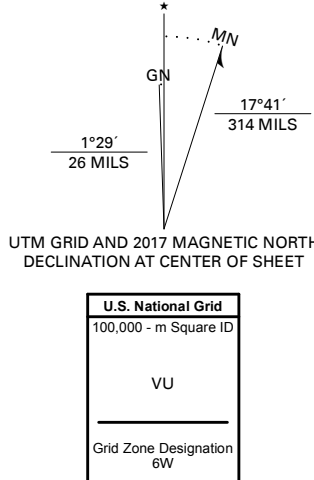 ★
MN
GN
1°29´
26 MILS
17°41´
314 MILS
UTM GRID AND 2017 MAGNETIC NORTH
DECLINATION AT CENTER OF SHEET
U.S. National Grid
100,000 - m Square ID
VU
Grid Zone Designation
6W